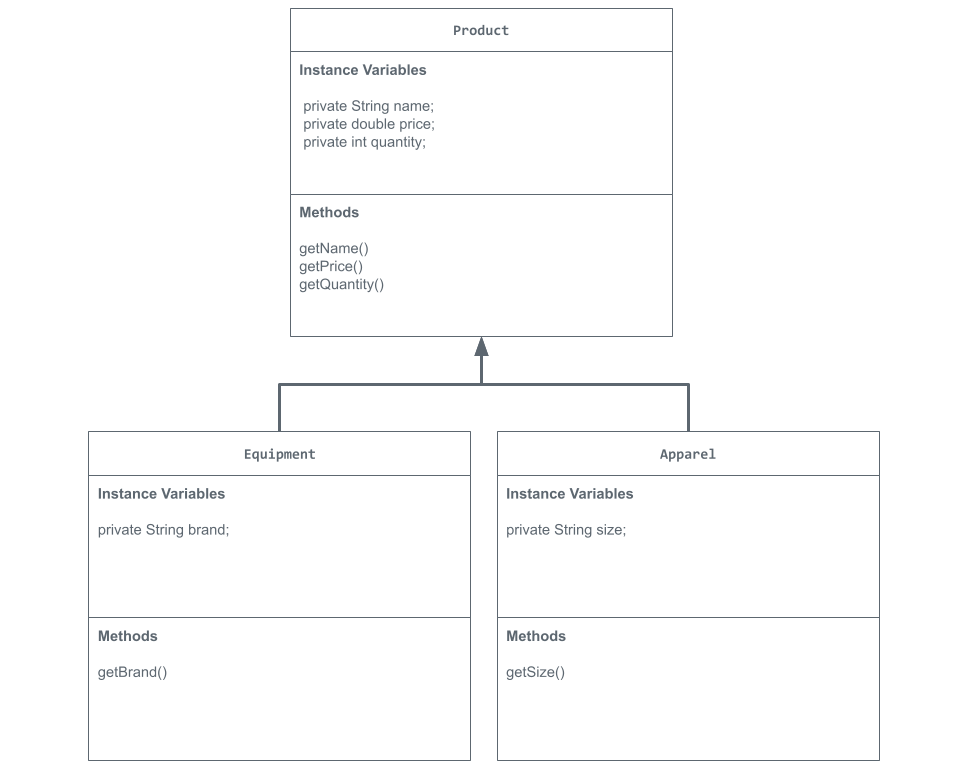 Product
Instance Variables
private String name;
private double price;
private int quantity;
Methods
getName()
getPrice()
getQuantity()
Equipment
Instance Variables
private String brand;
Methods
getBrand()
Apparel
Instance Variables
private String size;
Methods
getSize()